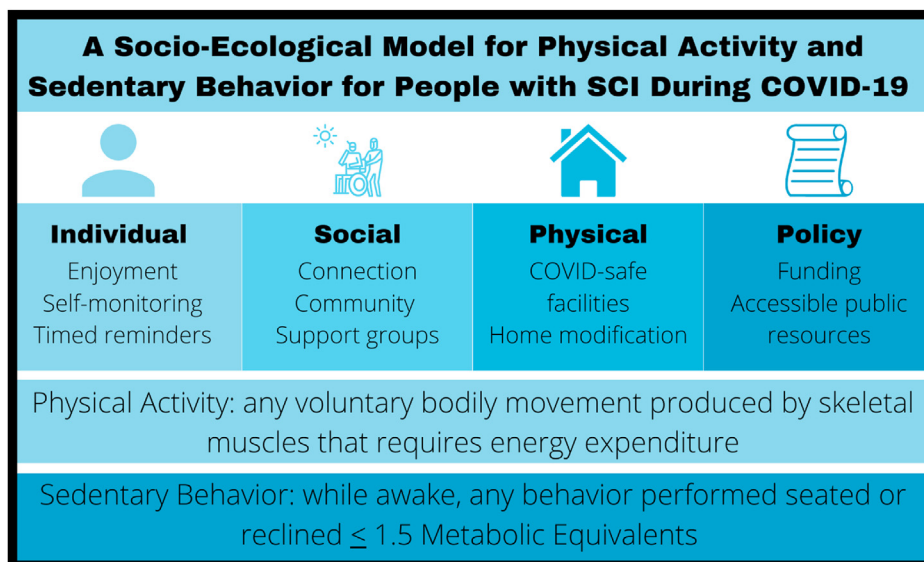 A Socio-Ecological Model for Physical Activity and
Sedentary Behavior for People with SCI During COVID-19
Individual
Enjoyment
Self-monitoring
Timed reminders
Social
Connection
Community
Support groups
Physical
COVID-safe
facilities
Home modification
Policy
Funding
Accessible public
resources
Physical Activity: any voluntary bodily movement produced by skeletal
muscles that requires energy expenditure
Sedentary Behavior: while awake, any behavior performed seated or
reclined ≤ 1.5 Metabolic Equivalents